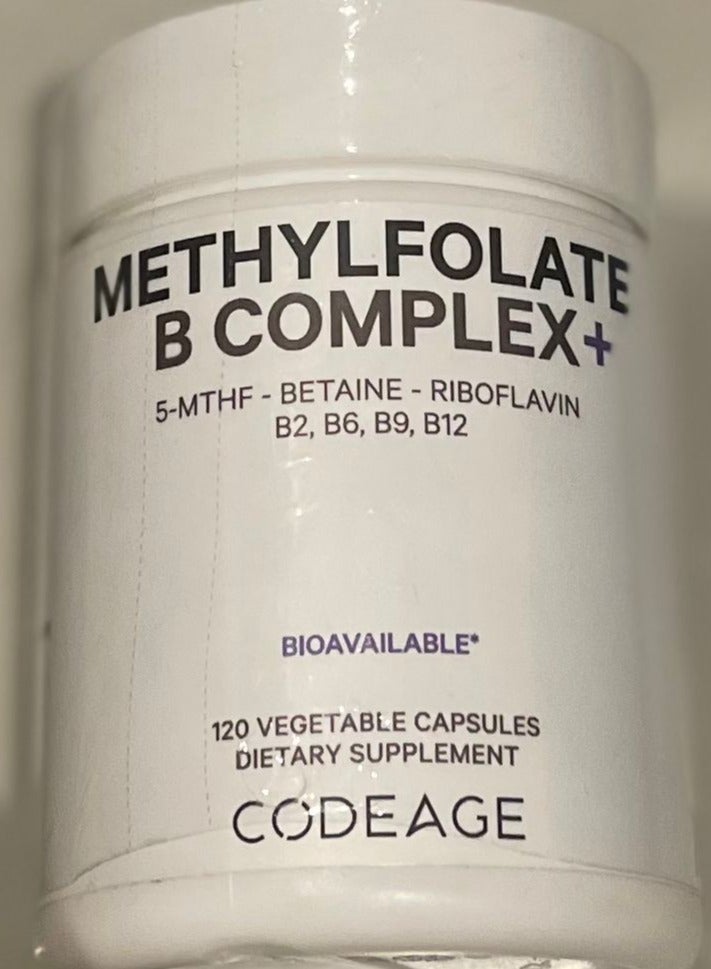 METHYLFOLATE
B COMPLEX+
5-MTHF - BETAINE - RIBOFLAVIN
B2, B6, B9, B12
BIOAVAILABLE*
120 VEGETABLE CAPSULES
DIETARY SUPPLEMENT
CODEAGE